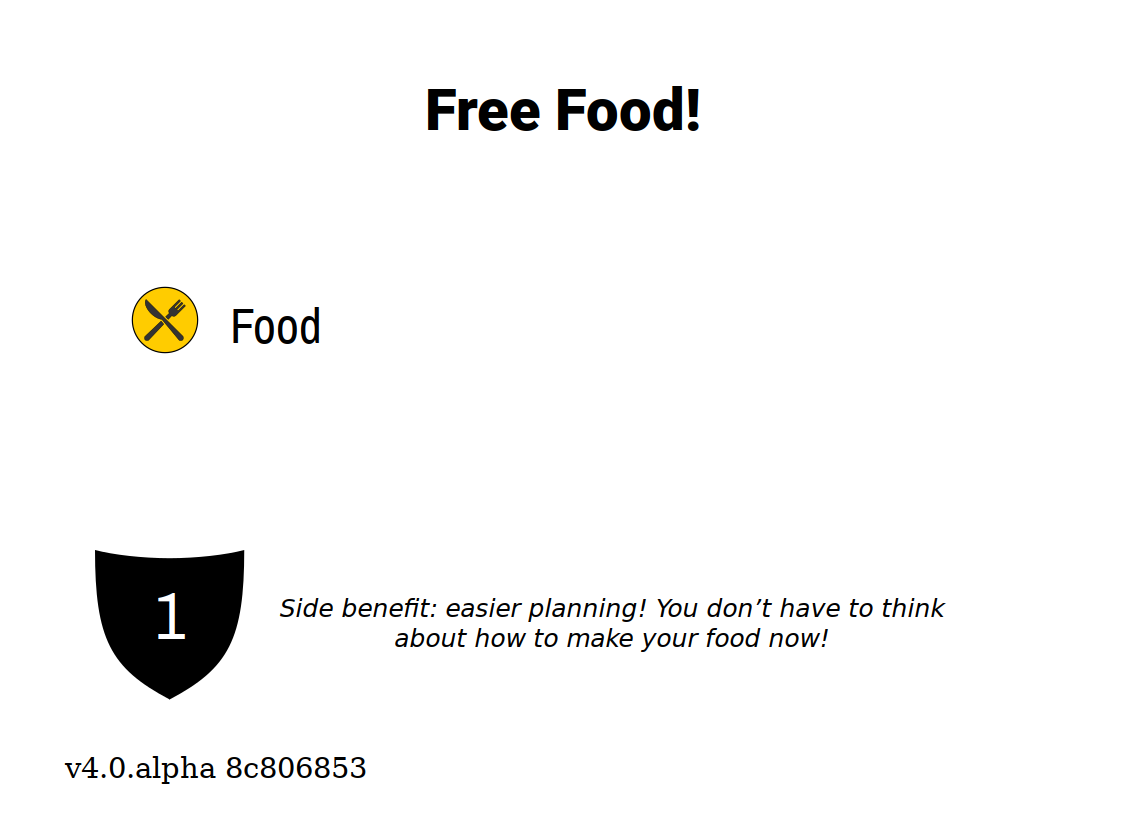 Free Food!
Food
1
Side benefit: easier planning! You don’t have to think
about how to make your food now!
v4.0.alpha 8c806853